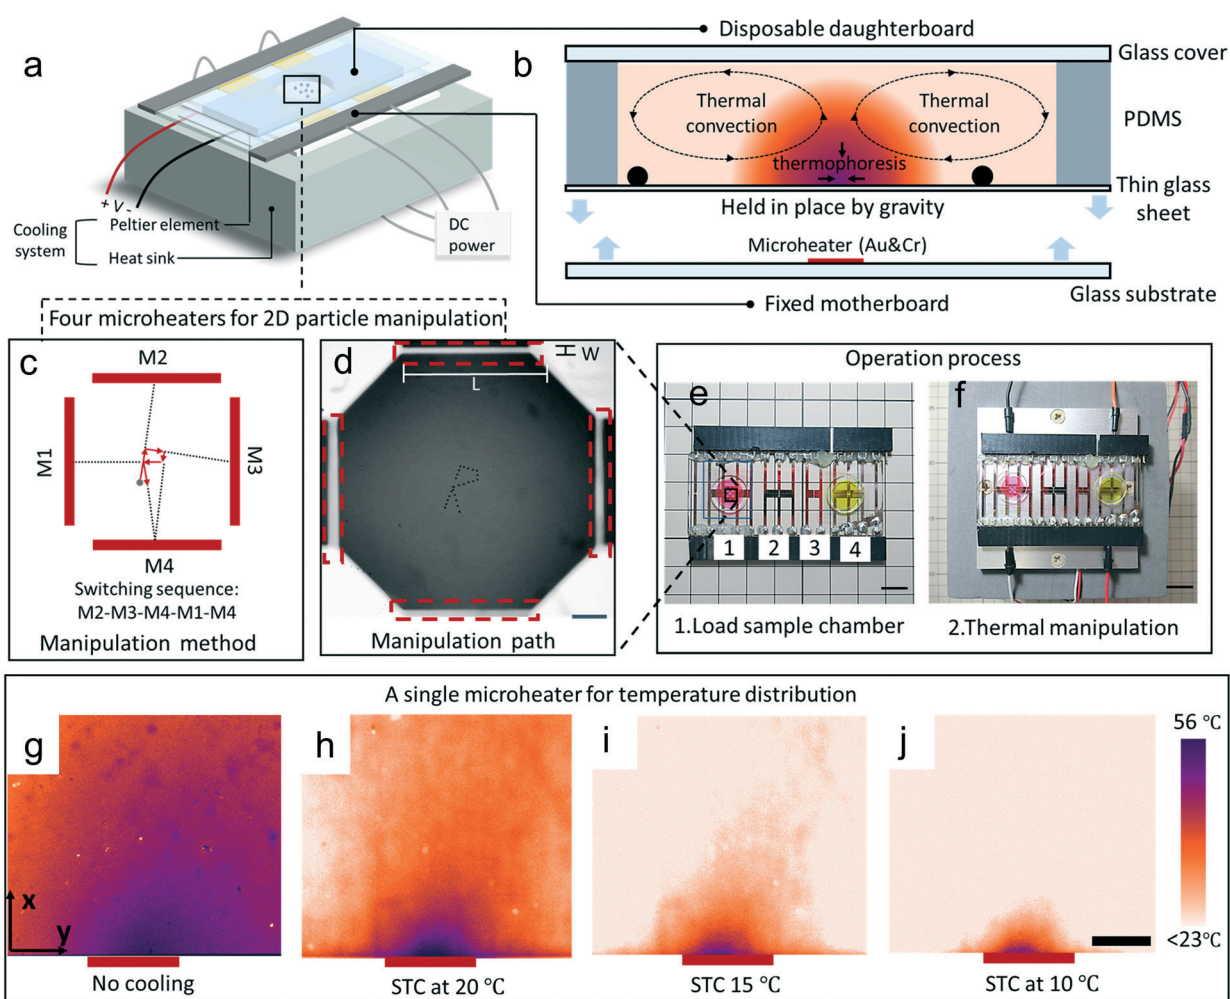 a
Disposable daughterboard
+ V -
Cooling
system
Peltier element
Heat sink
DC
power
b
Glass cover
Thermal
convection
Thermal
convection
thermophoresis
PDMS
Thin glass
sheet
Held in place by gravity
Microheater (Au&Cr)
Glass substrate
Fixed motherboard
Four microheaters for 2D particle manipulation
c
M2
M1
M3
M4
Switching sequence:
M2-M3-M4-M1-M4
Manipulation method
d
W
L
Manipulation path
Operation process
e
1 2 3 4
1.Load sample chamber
f
2.Thermal manipulation
A single microheater for temperature distribution
g
x
y
No cooling
h
STC at 20 °C
i
STC 15 °C
j
STC at 10 °C
56 °C
<23°C